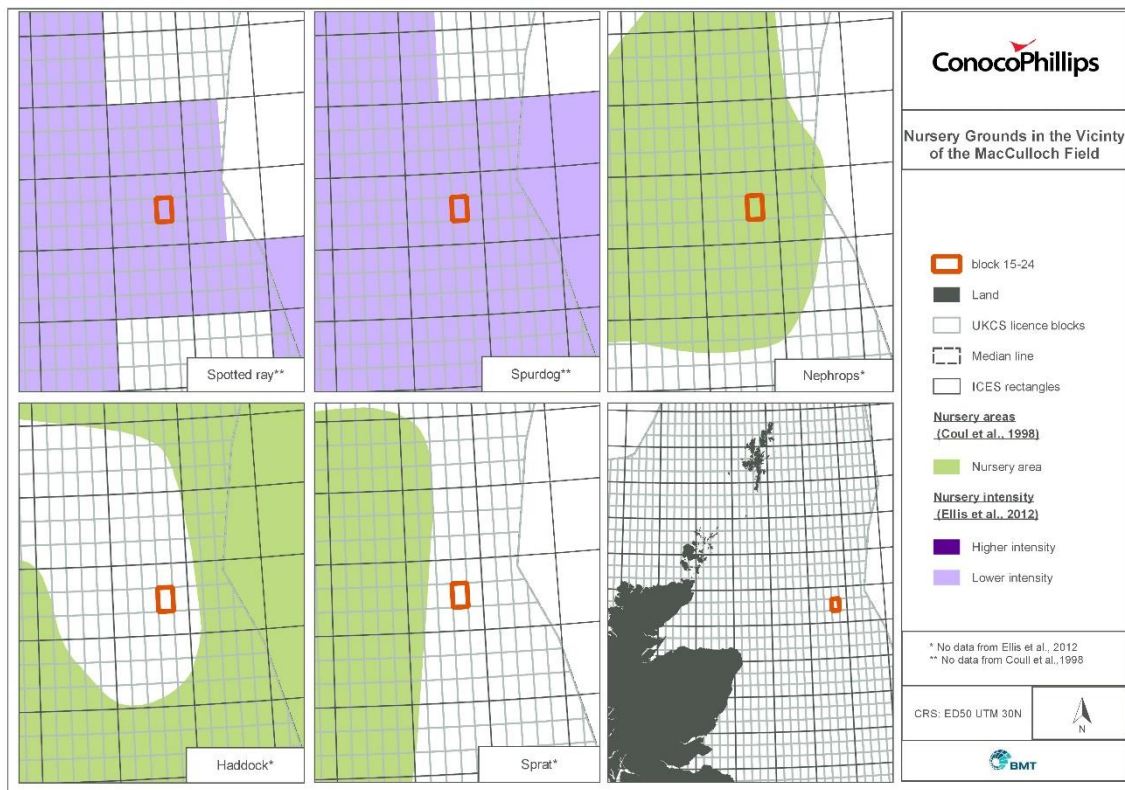 Spotted ray**
Spurdog**
Nephrops*
Haddock*
Sprat*
ConocoPhillips
Nursery Grounds in the Vicinty
of the MacCulloch Field
block 15-24
Land
UKCS licence blocks
Median line
ICES rectangles
Nursery areas
(Coul et al., 1998)
Nursery area
Nursery intensity
(Ellis et al., 2012)
Higher intensity
Lower intensity
* No data from Ellis et al., 2012
** No data from Coull et al.,1998
CRS: ED50 UTM 30N
N
BMT